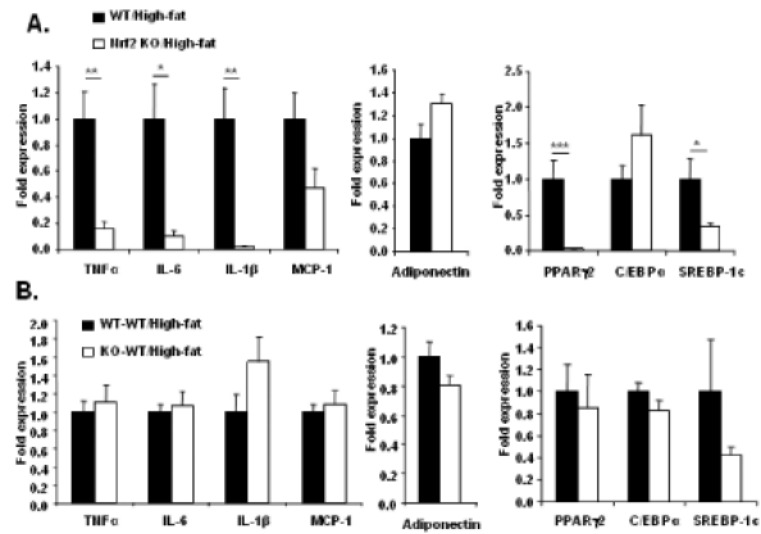 A.
WT/High-fat
Nrf2 KO/High-fat
Fold expression
1.4
1.2
1.0
0.8
0.6
0.4
0.2
0.0
** * **
TNFα IL-6 IL-1β MCP-1
Fold expression
1.6
1.4
1.2
1.0
0.8
0.6
0.4
0.2
0.0
Adiponectin
Fold expression
2.5
2.0
1.5
1.0
0.5
0.0
*** *
PPARγ2 C/EBPα SREBP-1c
B.
WT-WT/High-fat
KO-WT/High-fat
Fold expression
2.0
1.8
1.6
1.4
1.2
1.0
0.8
0.6
0.4
0.2
0.0
TNFα IL-6 IL-1β MCP-1
Fold expression
1.2
1.0
0.8
0.6
0.4
0.2
0.0
Adiponectin
Fold expression
1.6
1.4
1.2
1.0
0.8
0.6
0.4
0.2
0.0
PPARγ2 C/EBPα SREBP-1c